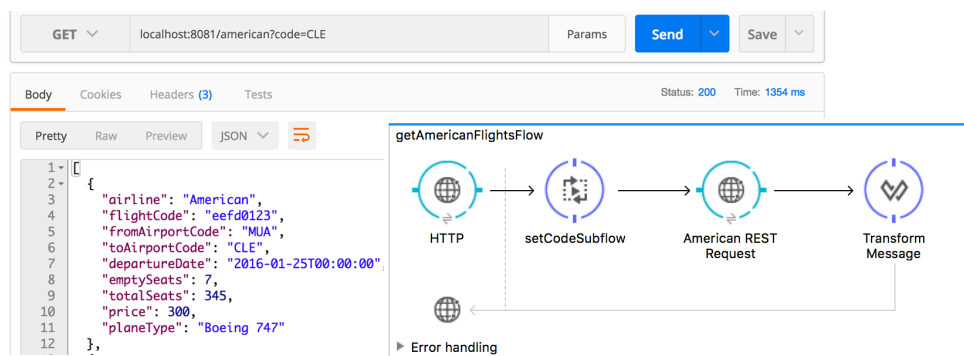 GET localhost:8081/american?code=CLE Params Send Save
Body Cookies Headers (3) Tests Status: 200 Time: 1354 ms
Pretty Raw Preview JSON
1 [
2 {
3 "airline": "American",
4 "flightCode": "eefd0123",
5 "fromAirportCode": "MUA",
6 "toAirportCode": "CLE",
7 "departureDate": "2016-01-25T00:00:00",
8 "emptySeats": 7,
9 "totalSeats": 345,
10 "price": 300,
11 "planeType": "Boeing 747"
12 },
getAmericanFlightsFlow
HTTP setCodeSubflow American REST Transform
Request Message
Error handling